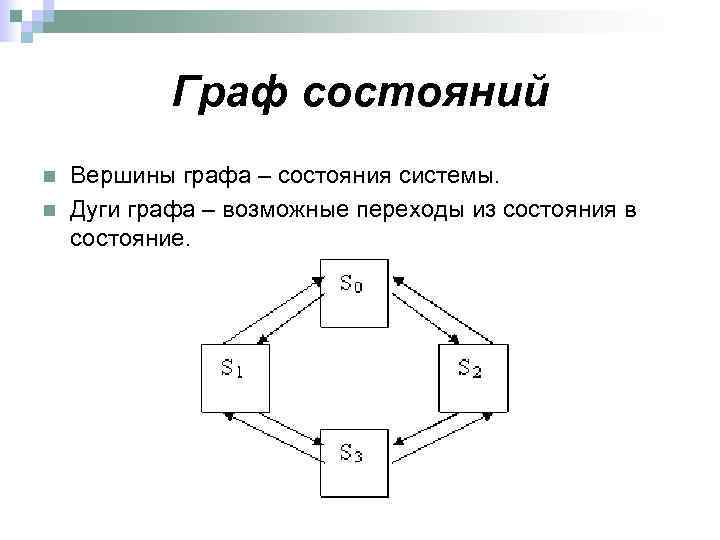 Граф состояний
Вершины графа – состояния системы.
Дуги графа – возможные переходы из состояния в
состояние.
S0
S1
S2
S3